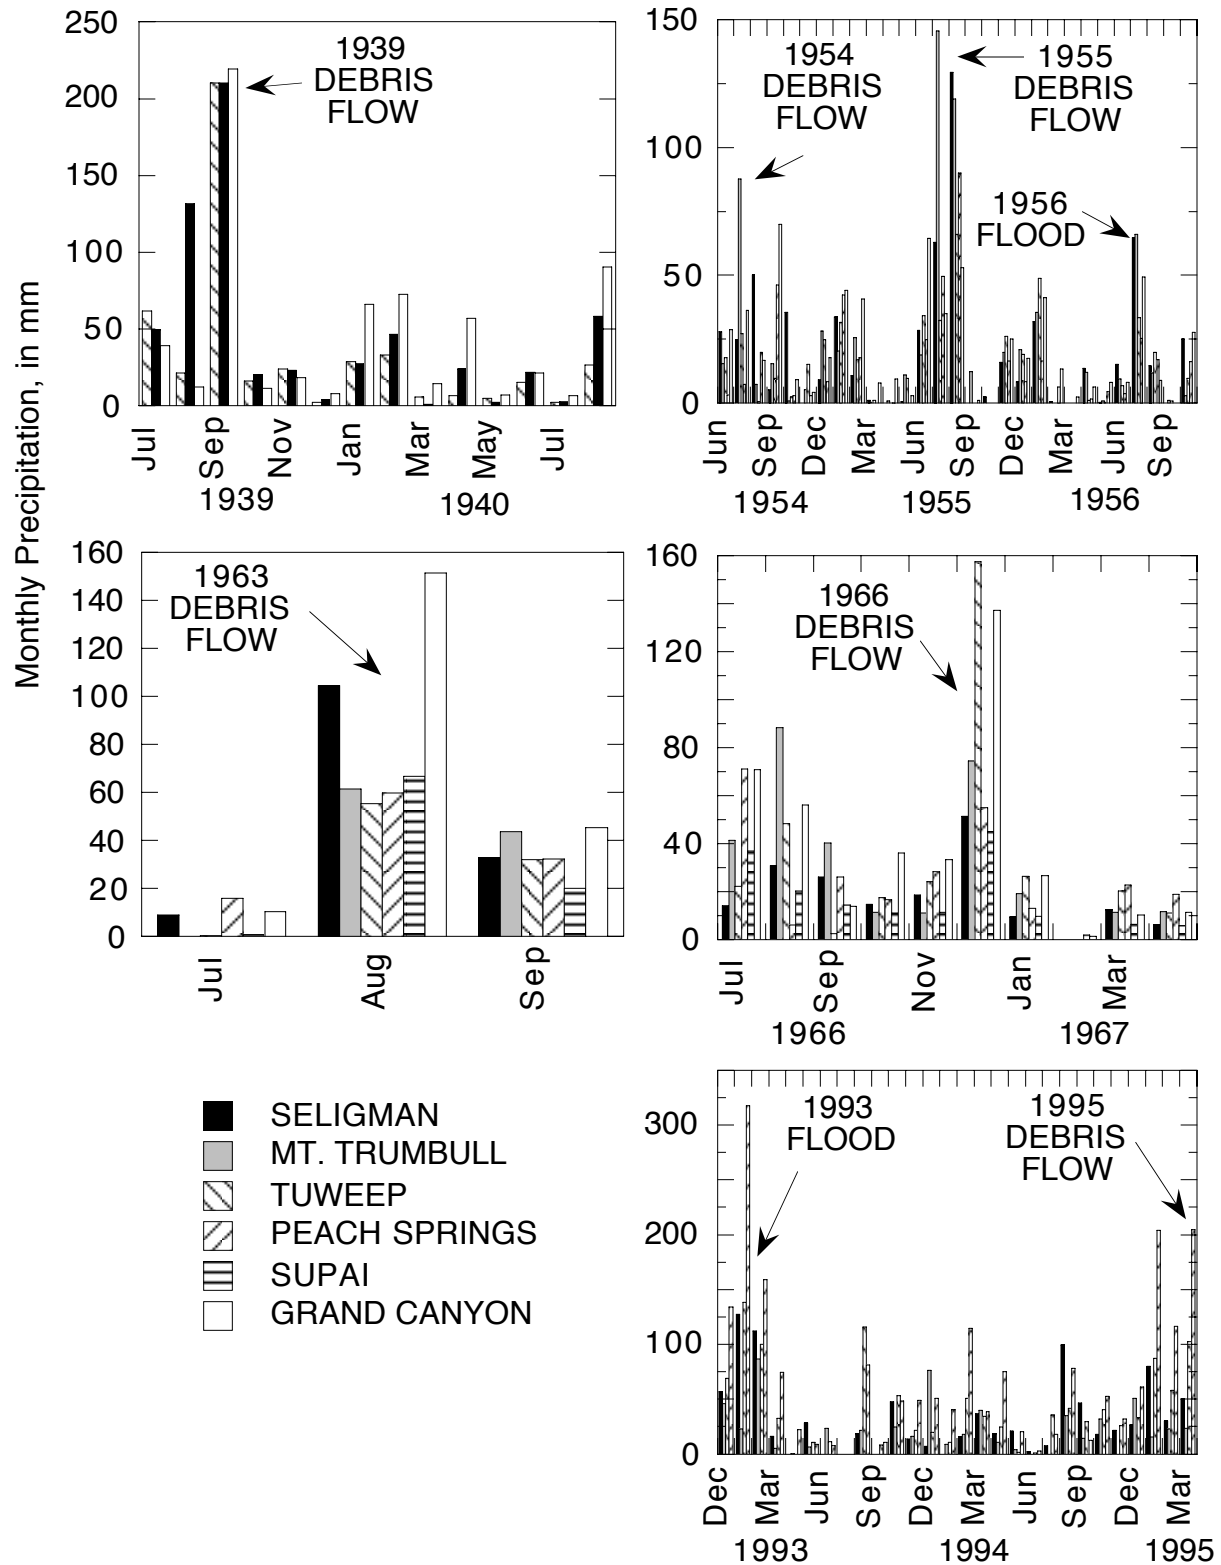 Monthly Precipitation, in mm
250
200
150
100
50
0
1939
DEBRIS
FLOW
Jul
Sep
Nov
Jan
Mar
May
Jul
1939
1940
150
100
50
0
1954
DEBRIS
FLOW
1955
DEBRIS
FLOW
1956
FLOOD
Jun
Sep
Dec
Mar
Jun
Sep
Dec
Mar
Jun
Sep
1954
1955
1956
160
140
120
100
80
60
40
20
0
1963
DEBRIS
FLOW
Jul
Aug
Sep
160
120
80
40
0
1966
DEBRIS
FLOW
Jul
Sep
Nov
Jan
Mar
1966
1967
SELIGMAN
MT. TRUMBULL
TUWEEP
PEACH SPRINGS
SUPAI
GRAND CANYON
300
200
100
0
1993
FLOOD
1995
DEBRIS
FLOW
Dec
Mar
Jun
Sep
Dec
Mar
Jun
Sep
Dec
Mar
1993
1994
1995